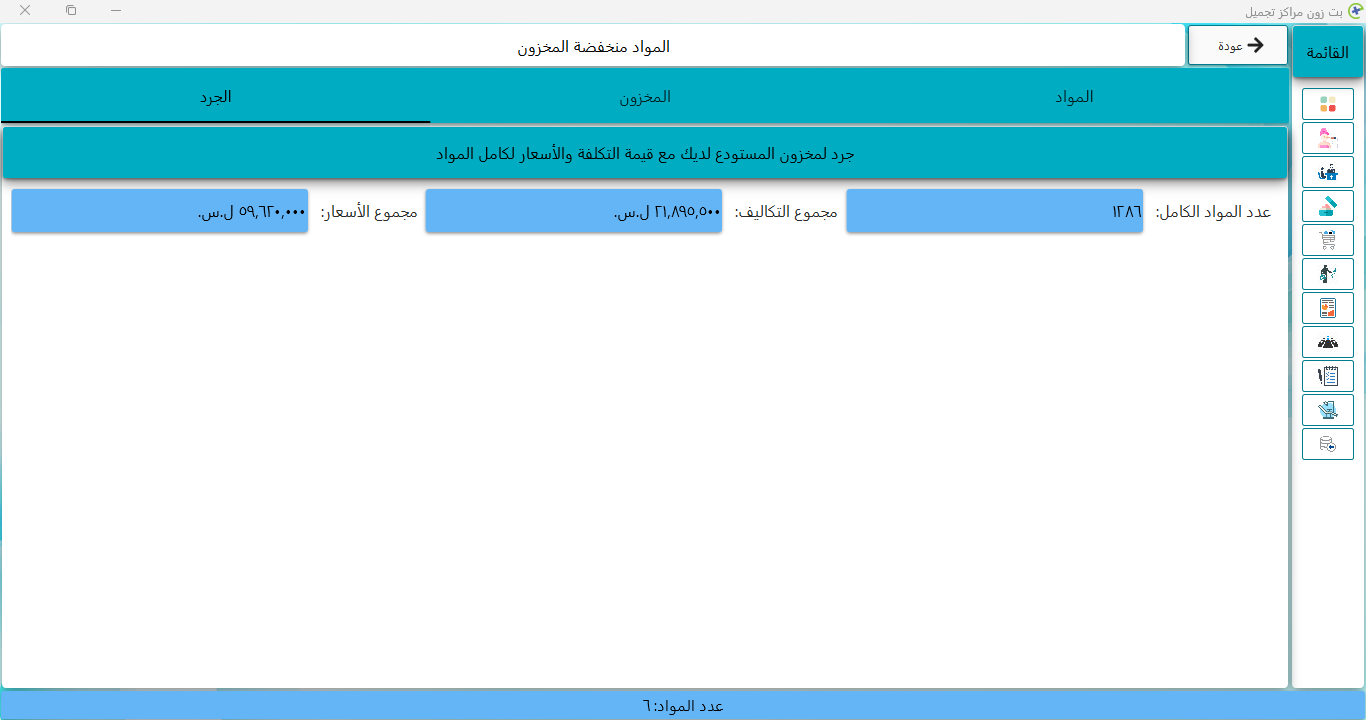 بت زون مراكز تجميل
القائمة
عودة
المواد منخفضة المخزون
المواد
المخزون
الجرد
جرد لمخزون المستودع لديك مع قيمة التكلفة والأسعار لكامل المواد
عدد المواد الكامل: ١٢٨٦
مجموع التكاليف: ٢١,٨٩٥,٥٠٠ ل.س.
مجموع الأسعار: ٥٩,٦٢٠,٠٠٠ ل.س.
عدد المواد: ٦